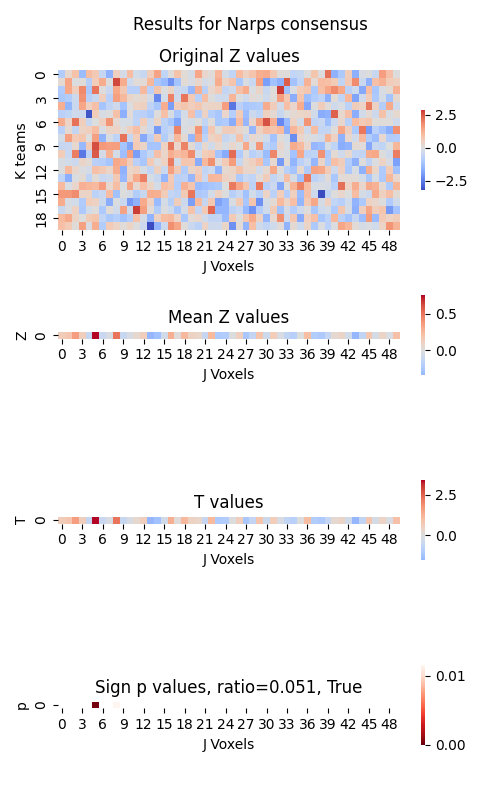 Results for Narps consensus
Original Z values
K teams
0
3
6
9
12
15
18
0 3 6 9 12 15 18 21 24 27 30 33 36 39 42 45 48
J Voxels
2.5
0.0
−2.5
Mean Z values
Z
0
0 3 6 9 12 15 18 21 24 27 30 33 36 39 42 45 48
J Voxels
0.5
0.0
T values
T
0
0 3 6 9 12 15 18 21 24 27 30 33 36 39 42 45 48
J Voxels
2.5
0.0
Sign p values, ratio=0.051, True
p
0
0 3 6 9 12 15 18 21 24 27 30 33 36 39 42 45 48
J Voxels
0.01
0.00